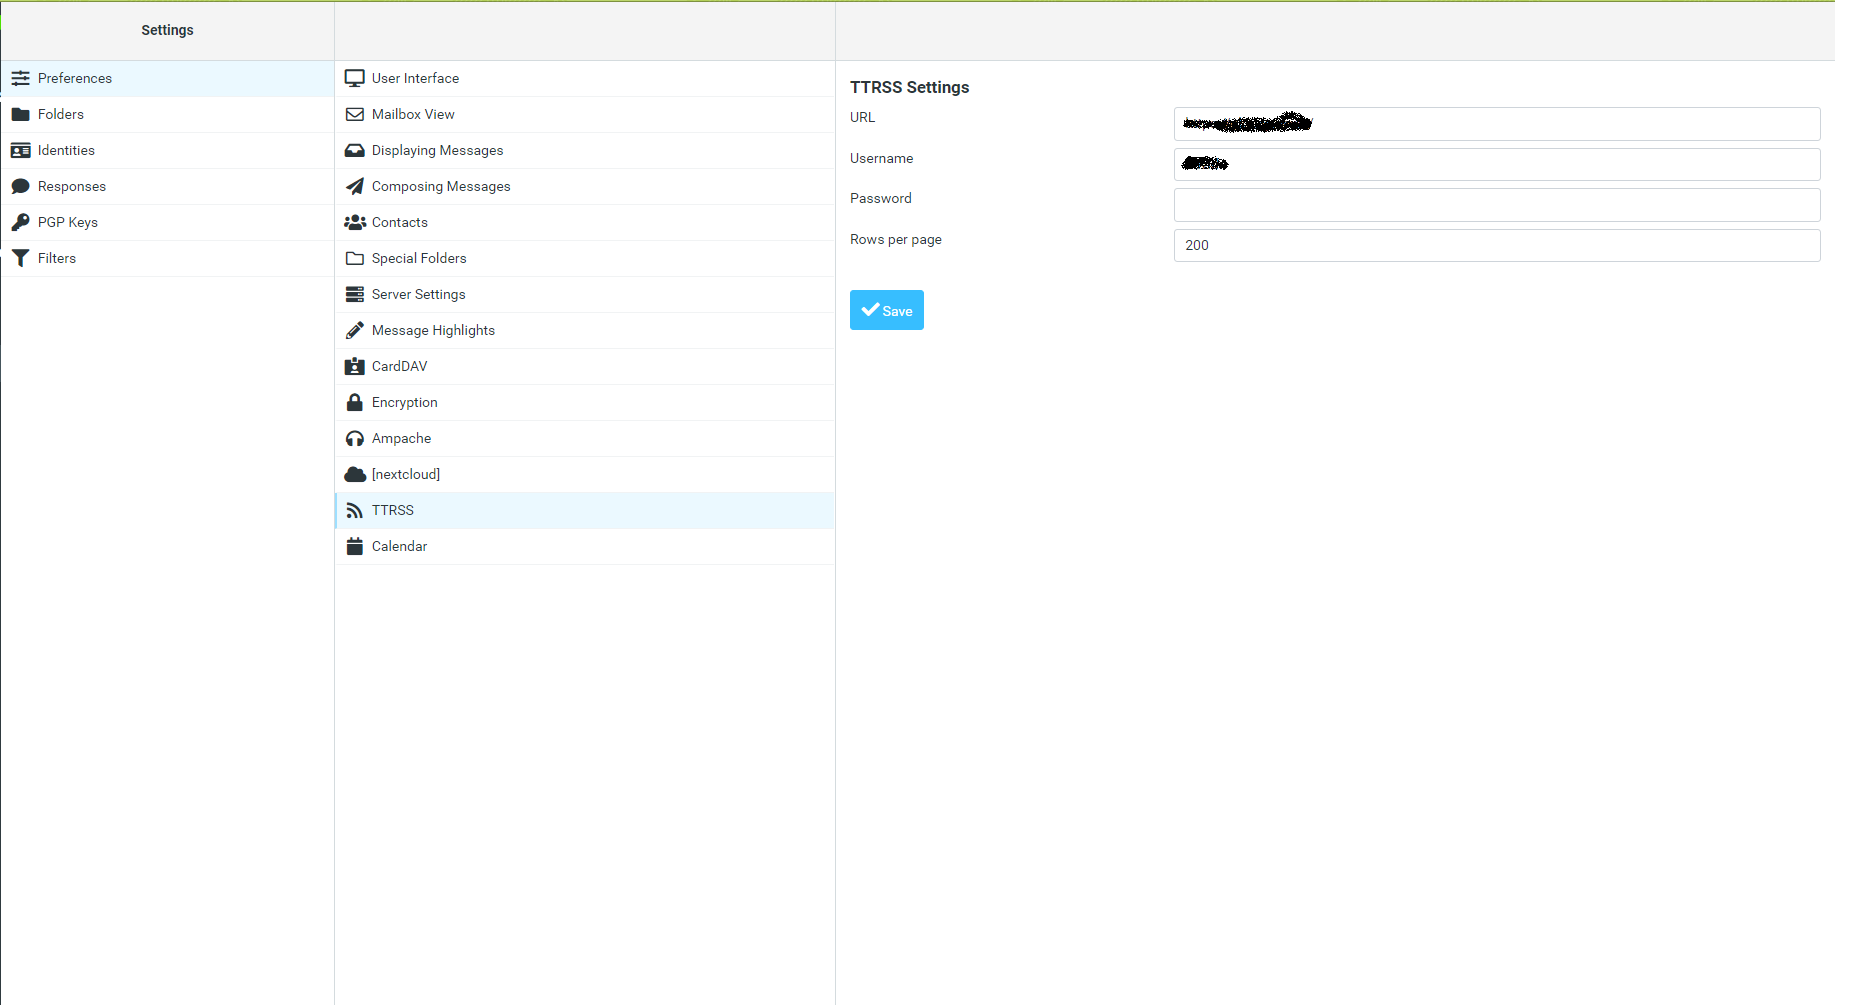 Settings
Preferences
Folders
Identities
Responses
PGP Keys
Filters
User Interface
Mailbox View
Displaying Messages
Composing Messages
Contacts
Special Folders
Server Settings
Message Highlights
CardDAV
Encryption
Ampache
[nextcloud]
TTRSS
Calendar
TTRSS Settings
URL
Username
Password
Rows per page
200
Save